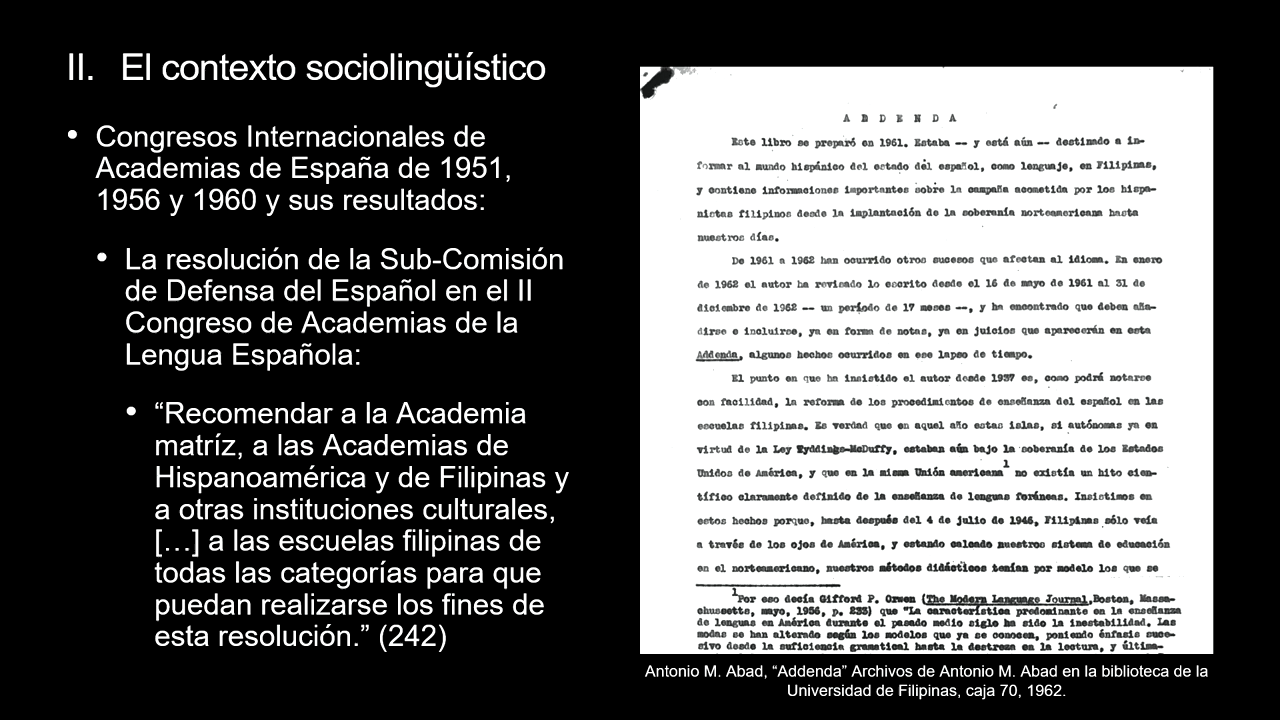 II. El contexto sociolingüístico
• Congresos Internacionales de
Academias de España de 1951,
1956 y 1960 y sus resultados:
• La resolución de la Sub-Comisión
de Defensa del Español en el II
Congreso de Academias de la
Lengua Española:
• “Recomendar a la Academia
matríz, a las Academias de
Hispanoamérica y de Filipinas y
a otras instituciones culturales,
[…] a las escuelas filipinas de
todas las categorías para que
puedan realizarse los fines de
esta resolución.” (242)
A D D E N D A
Este libro se preparó en 1961. Estaba -- y está aún -- destinado a in-
formar al mundo hispánico del estado del español, como lenguaje, en Filipinas,
y contiene informaciones importantes sobre la campaña acometida por los hispa-
nistas filipinos desde la implantación de la soberanía norteamericana hasta
nuestros días.
De 1961 a 1962 han ocurrido otros sucesos que afectan al idioma. En enero
de 1962 el autor ha revisado lo escrito desde el 16 de mayo de 1961 al 31 de
diciembre de 1962 -- un período de 17 meses --, y ha encontrado que deben aña-
dirse e incluirse, ya en forma de notas, ya en juicios que aparecerán en esta
Addenda, algunos hechos ocurridos en ese lapso de tiempo.
El punto en que ha insistido el autor desde 1937 es, como podrá notarse
con facilidad, la reforma de los procedimientos de enseñanza del español en las
escuelas filipinas. Es verdad que en aquel año estas islas, si autónomas ya en
virtud de la Ley Tyddings-McDuffy, estaban aún bajo la soberanía de los Estados
Unidos de América, y que en la misma Unión americana1 no existía un hito cien-
tífico claramente definido de la enseñanza de lenguas foráneas. Insistimos en
estos hechos porque, hasta después del 4 de julio de 1946, Filipinas sólo veía
a través de los ojos de América, y estando calcado nuestros sistema de educación
en el norteamericano, nuestros métodos didácticos tenían por modelo los que se
1Por eso decía Gifford P. Orwen (The Modern Language Journal, Boston, Massa-
chussetts, mayo, 1956, p. 233) que "La característica predominante en la enseñanza
de lenguas en América durante el pasado medio siglo ha sido la inestabilidad. Las
modas se han alterado según los modelos que ya se conocen, poniendo énfasis suce-
sivo desde la suficiencia gramatical hasta la destreza en la lectura, y última-
Antonio M. Abad, “Addenda” Archivos de Antonio M. Abad en la biblioteca de la
Universidad de Filipinas, caja 70, 1962.